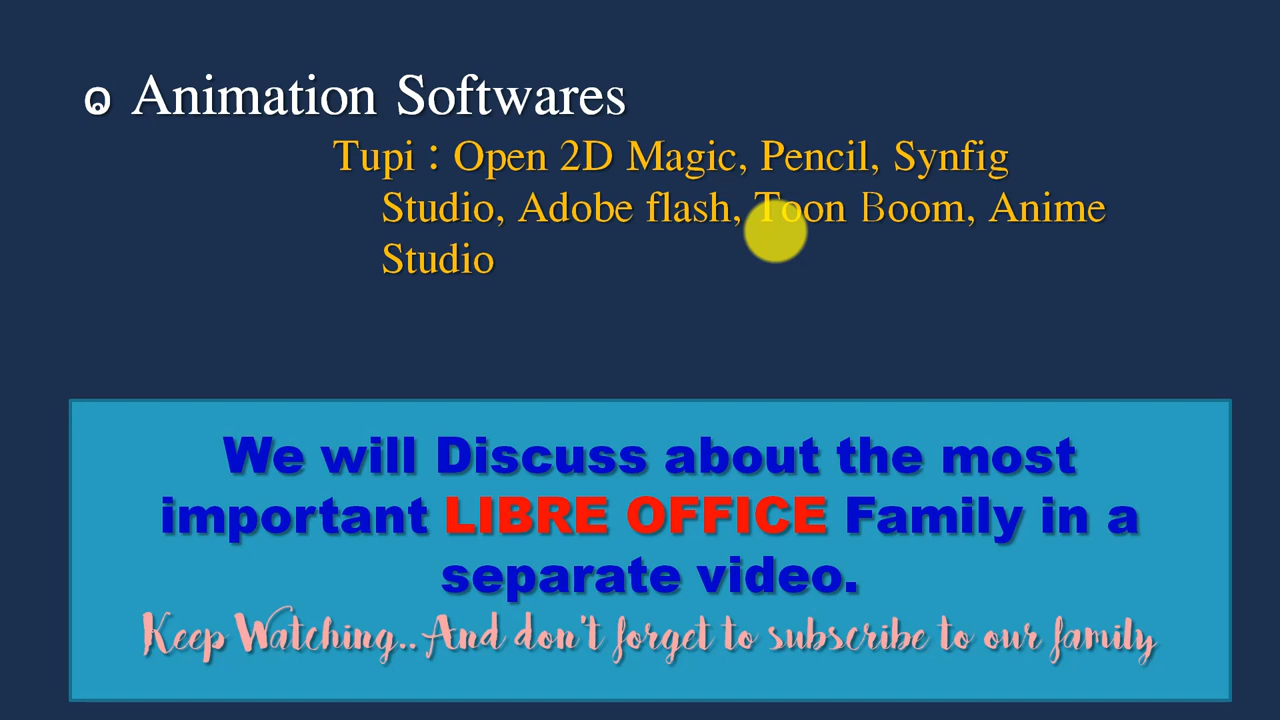 Animation Softwares
Tupi : Open 2D Magic, Pencil, Synfig
Studio, Adobe flash, Toon Boom, Anime
Studio
We will Discuss about the most
important LIBRE OFFICE Family in a
separate video.
Keep Watching.. And don't forget to subscribe to our family